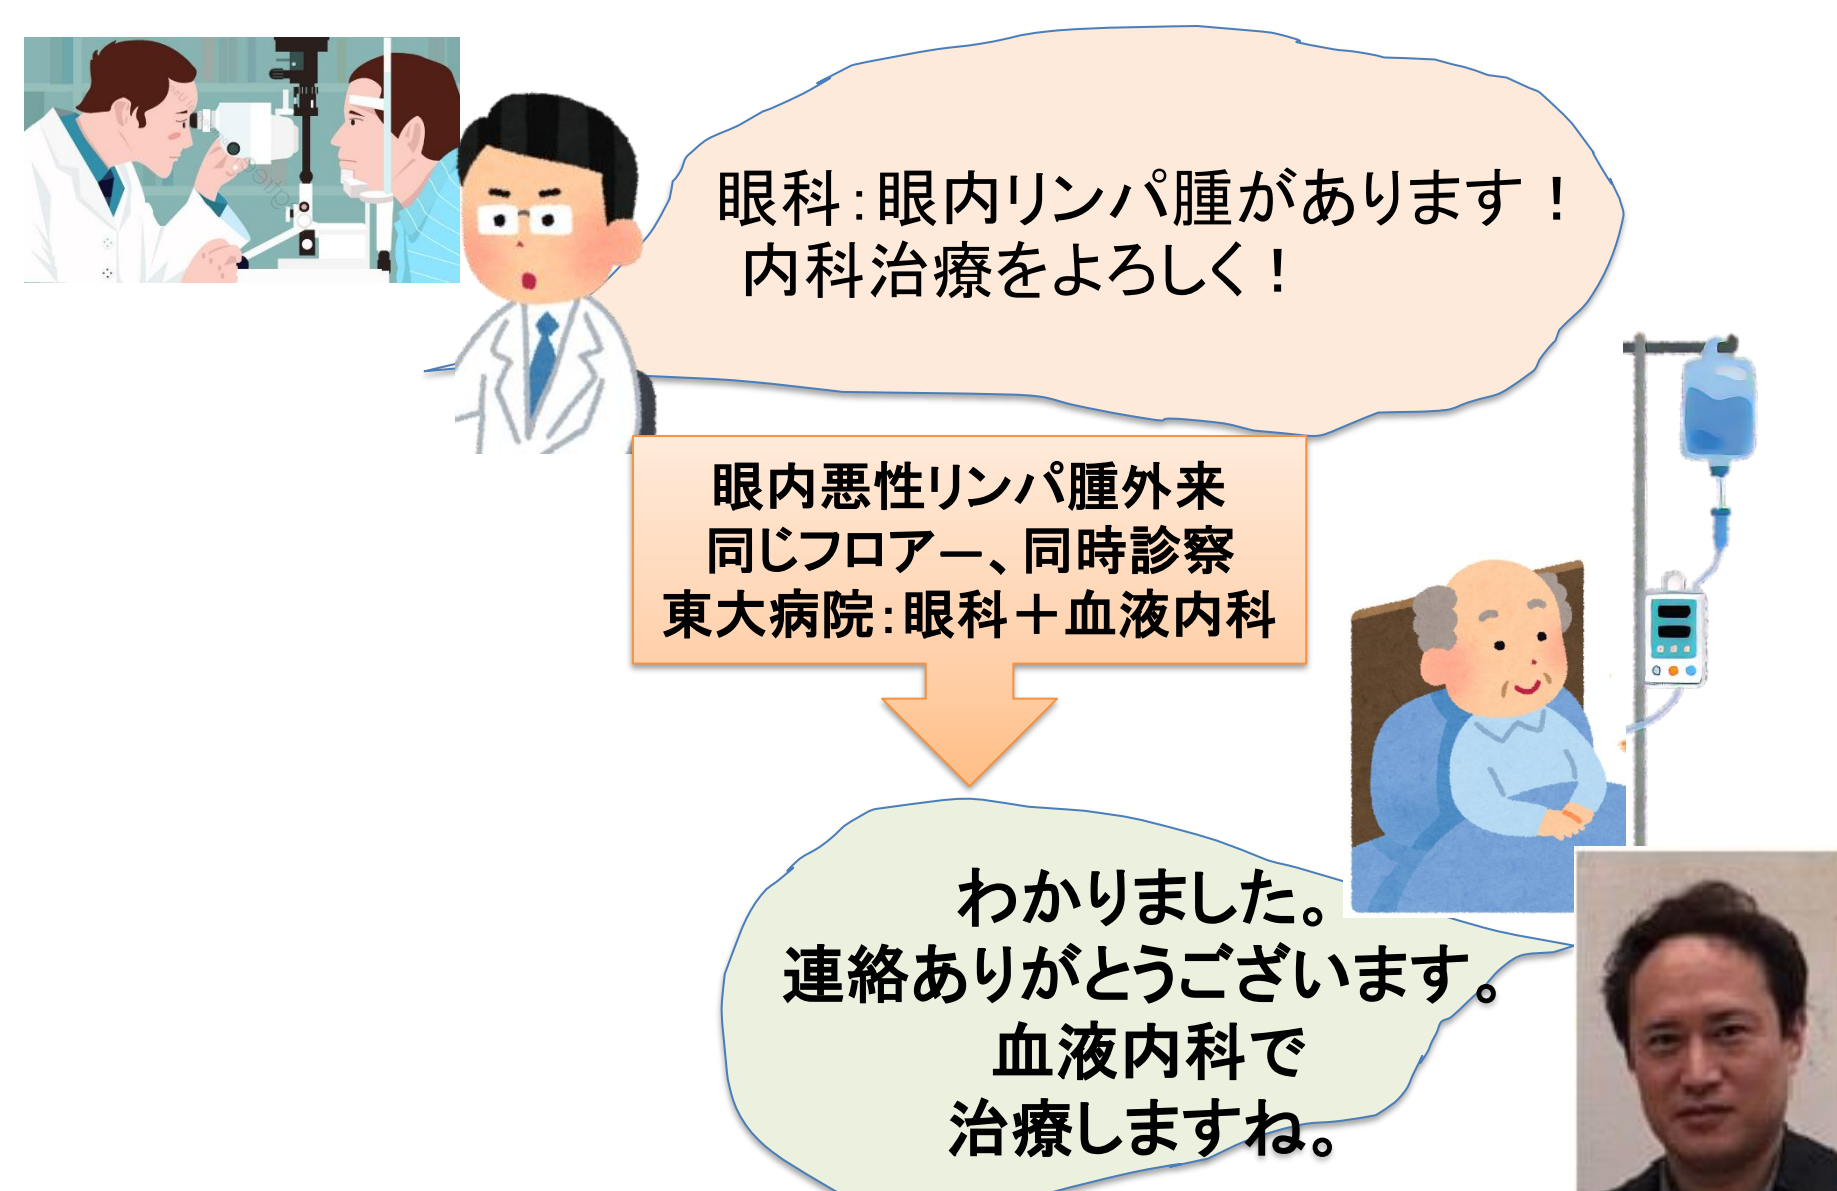 眼科：眼内リンパ腫があります！
内科治療をよろしく！
眼内悪性リンパ腫外来
同じフロアー、同時診察
東大病院：眼科＋血液内科
わかりました。
連絡ありがとうございます。
血液内科で
治療しますね。